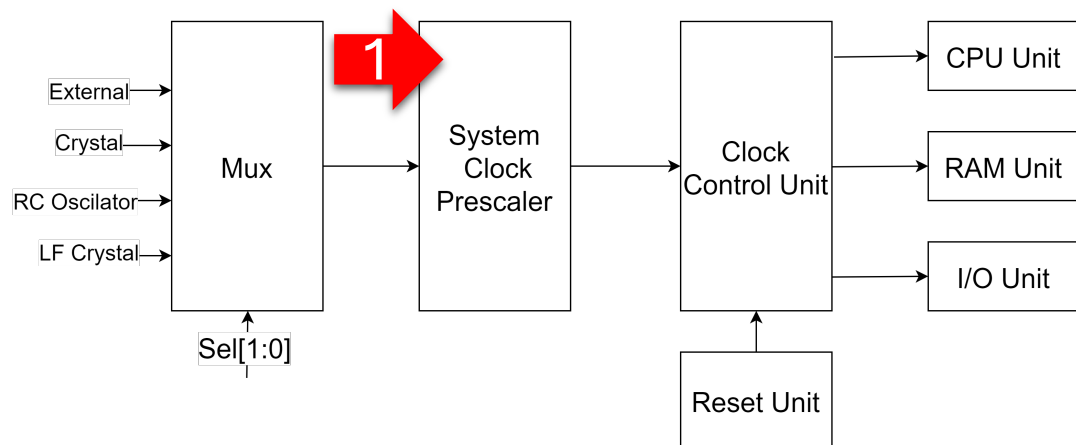 1
External
Crystal
RC Oscilator
LF Crystal
Mux
Sel[1:0]
System
Clock
Prescaler
Clock
Control Unit
Reset Unit
CPU Unit
RAM Unit
I/O Unit